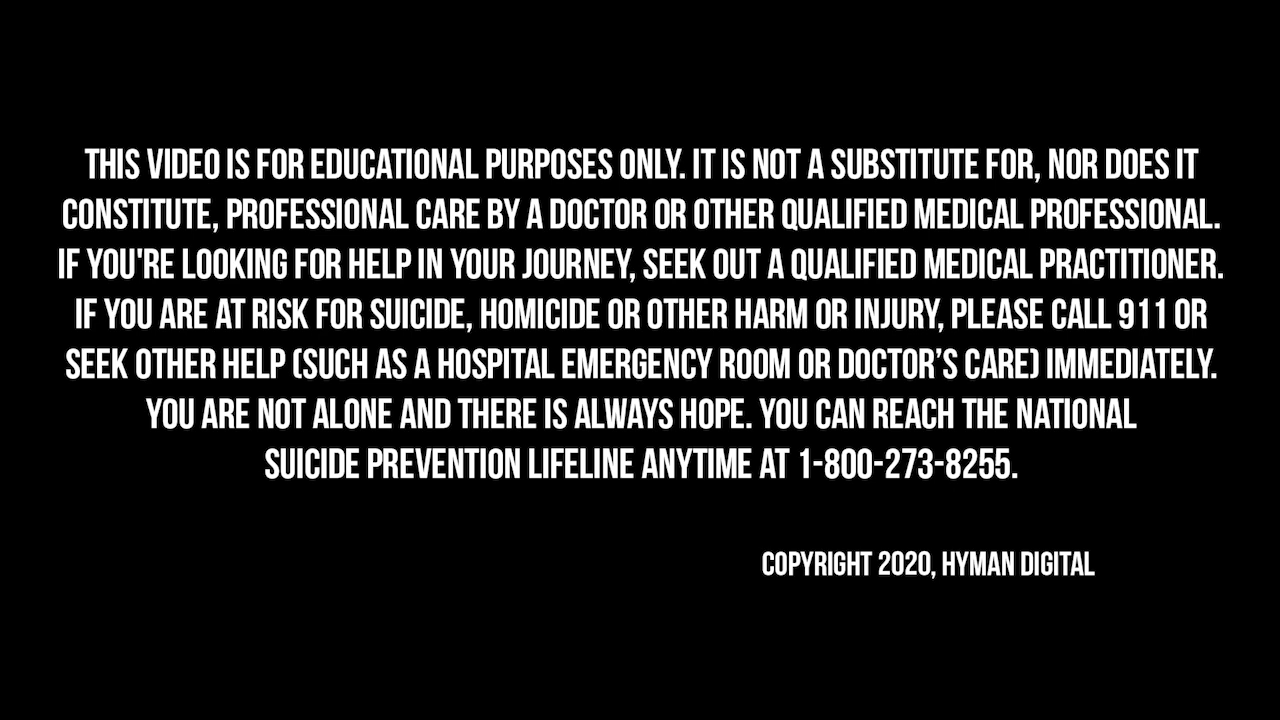 THIS VIDEO IS FOR EDUCATIONAL PURPOSES ONLY. IT IS NOT A SUBSTITUTE FOR, NOR DOES IT
CONSTITUTE, PROFESSIONAL CARE BY A DOCTOR OR OTHER QUALIFIED MEDICAL PROFESSIONAL.
IF YOU'RE LOOKING FOR HELP IN YOUR JOURNEY, SEEK OUT A QUALIFIED MEDICAL PRACTITIONER.
IF YOU ARE AT RISK FOR SUICIDE, HOMICIDE OR OTHER HARM OR INJURY, PLEASE CALL 911 OR
SEEK OTHER HELP (SUCH AS A HOSPITAL EMERGENCY ROOM OR DOCTOR’S CARE) IMMEDIATELY.
YOU ARE NOT ALONE AND THERE IS ALWAYS HOPE. YOU CAN REACH THE NATIONAL
SUICIDE PREVENTION LIFELINE ANYTIME AT 1-800-273-8255.
COPYRIGHT 2020, HYMAN DIGITAL